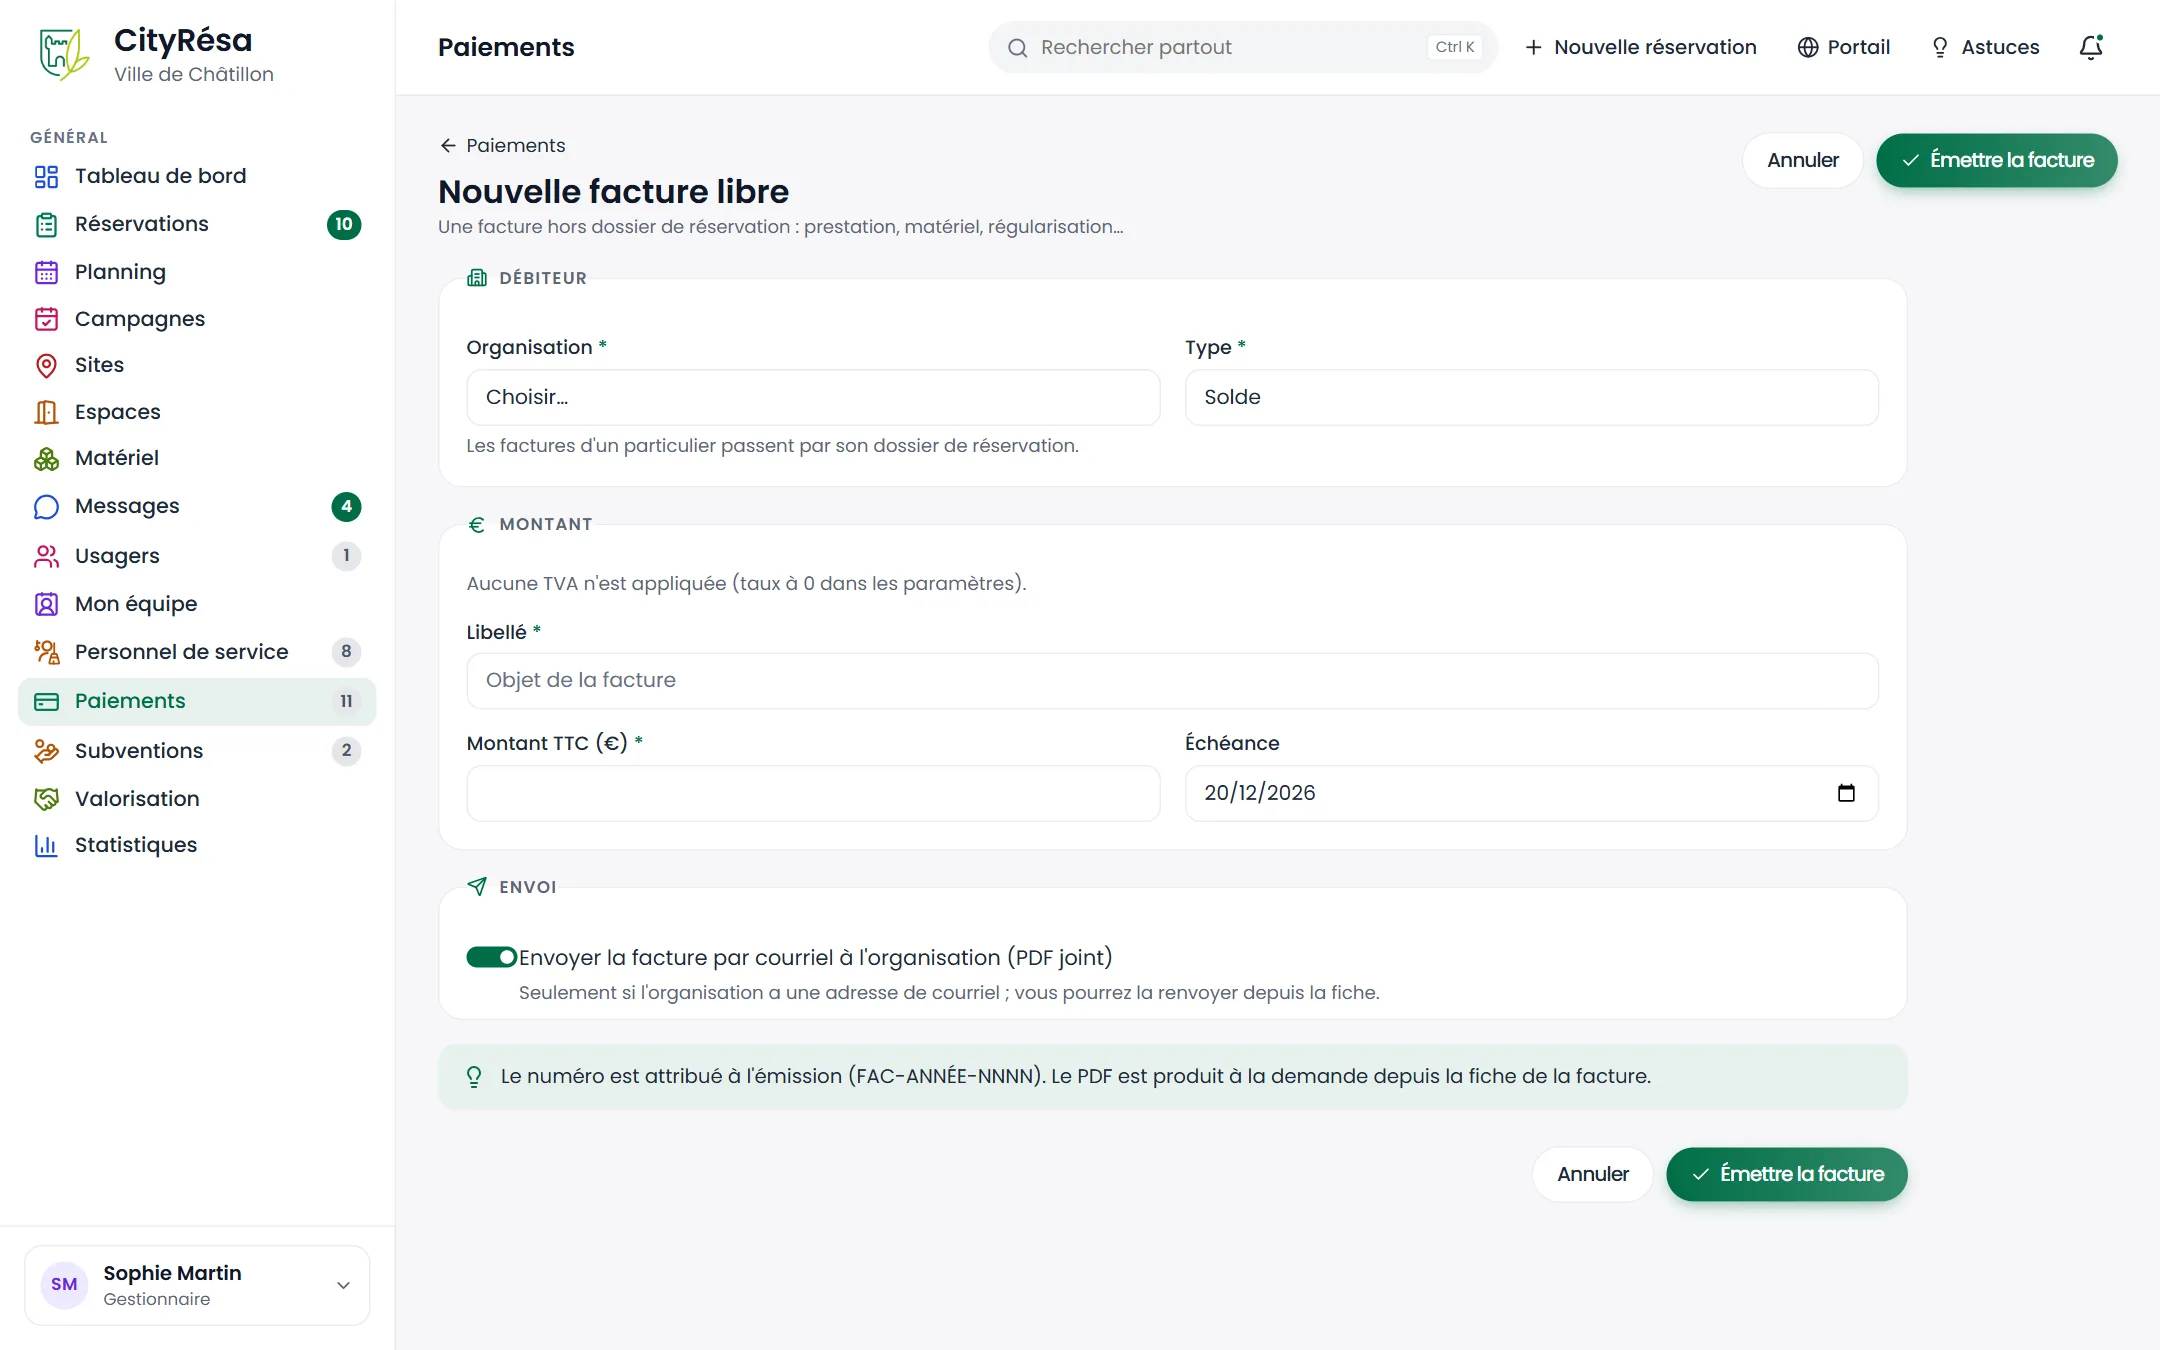 CityRésa
Ville de Châtillon
GÉNÉRAL
Tableau de bord
Réservations 10
Planning
Campagnes
Sites
Espaces
Matériel
Messages 4
Usagers 1
Mon équipe
Personnel de service 8
Paiements 11
Subventions 2
Valorisation
Statistiques
SM
Sophie Martin
Gestionnaire
Paiements
Rechercher partout Ctrl K
Nouvelle réservation
Portail
Astuces
Paiements
Nouvelle facture libre
Une facture hors dossier de réservation : prestation, matériel, régularisation…
Annuler
Émettre la facture
DÉBITEUR
Organisation * Type *
Choisir… Solde
Les factures d'un particulier passent par son dossier de réservation.
€ MONTANT
Aucune TVA n'est appliquée (taux à 0 dans les paramètres).
Libellé *
Objet de la facture
Montant TTC (€) * Échéance
20/12/2026
ENVOI
Envoyer la facture par courriel à l'organisation (PDF joint)
Seulement si l'organisation a une adresse de courriel ; vous pourrez la renvoyer depuis la fiche.
Le numéro est attribué à l'émission (FAC-ANNÉE-NNNN). Le PDF est produit à la demande depuis la fiche de la facture.
Annuler
Émettre la facture